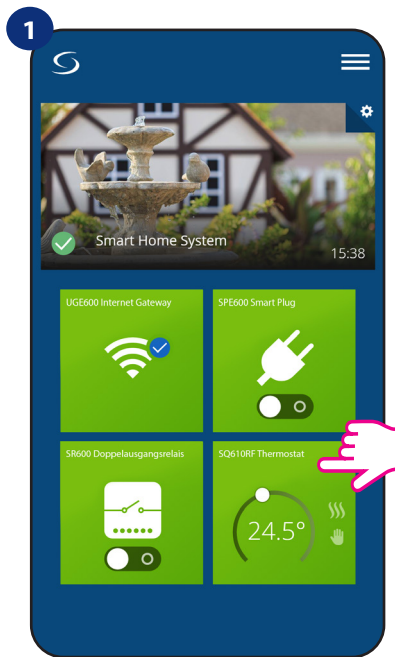 1
Smart Home System
15:38
UGE600 Internet Gateway
SPE600 Smart Plug
SR600 Doppelausgangsrelais
SQ610RF Thermostat
24.5°